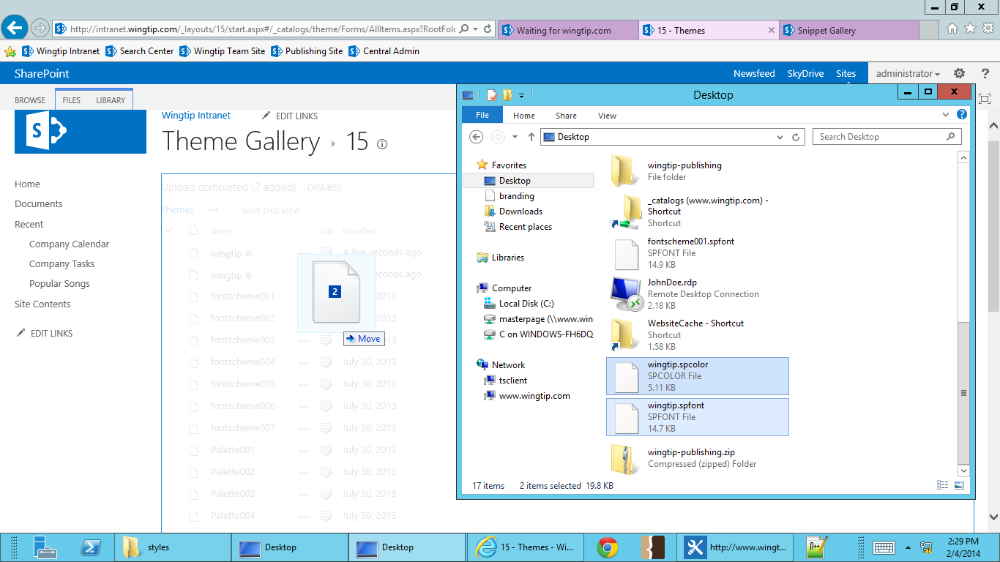 http://intranet.wingtip.com/_layouts/15/start.aspx#/_catalogs/theme/Forms/AllItems.aspx?RootFol
Waiting for wingtip.com
15 - Themes
Snippet Gallery
Wingtip Intranet
Search Center
Wingtip Team Site
Publishing Site
Central Admin
SharePoint
Newsfeed
SkyDrive
Sites
administrator
?
BROWSE
FILES
LIBRARY
S
Wingtip Intranet
EDIT LINKS
Theme Gallery
15
Home
Documents
Recent
Company Calendar
Company Tasks
Popular Songs
Site Contents
EDIT LINKS
Upload completed (2 added) DISMISS
Themes ... SAVE THIS VIEW
Name Edit Modified
wingtip ... A few seconds ago
wingtip conds ago
fontscheme001 2013
fontscheme002 2013
fontscheme003 ... 2013
fontscheme004 ... July 30, 2013
fontscheme005 ... July 30, 2013
fontscheme006 ... July 30, 2013
fontscheme007 ... July 30, 2013
Palette001 ... July 30, 2013
Palette002 ... July 30, 2013
Palette003 ... July 30, 2013
Palette004 ... July 30, 2013
2
Move
Desktop
File
Home
Share
View
?
Desktop
Search Desktop
Favorites
Desktop
branding
Downloads
Recent places
Libraries
Computer
Local Disk (C:)
masterpage (\\www.win
C on WINDOWS-FH6DQ
Network
tsclient
www.wingtip.com
wingtip-publishing
File folder
_catalogs (www.wingtip.com) -
Shortcut
Shortcut
fontscheme001.spfont
SPFONT File
14.9 KB
JohnDoe.rdp
Remote Desktop Connection
2.18 KB
WebsiteCache - Shortcut
Shortcut
1.58 KB
wingtip.spcolor
SPCOLOR File
5.11 KB
wingtip.spfont
SPFONT File
14.7 KB
wingtip-publishing.zip
Compressed (zipped) Folder
17 items
2 items selected 19.8 KB
styles
Desktop
Desktop
15 - Themes - Wi...
http://www.wingt...
2:29 PM
2/4/2014